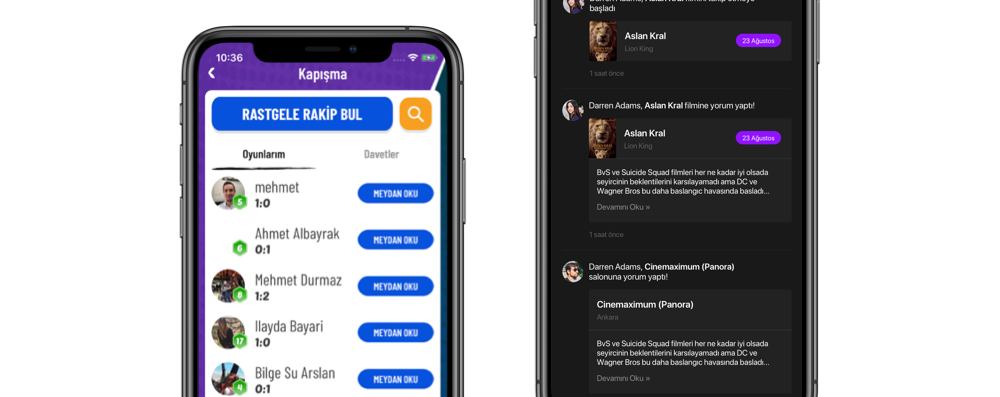 10:36
Kapışma
RASTGELE RAKİP BUL
Oyunlarım
Davetler
mehmet
1:0
5
MEYDAN OKU
Ahmet Albayrak
0:1
6
MEYDAN OKU
Mehmet Durmaz
1:2
6
MEYDAN OKU
Ilayda Bayari
1:0
17
MEYDAN OKU
Bilge Su Arslan
0:1
4
MEYDAN OKU
başladı
Aslan Kral
Lion King
23 Ağustos
1 saat önce
Darren Adams, Aslan Kral filmine yorum yaptı!
Aslan Kral
Lion King
23 Ağustos
BvS ve Suicide Squad filmleri her ne kadar iyi olsada
seyircinin beklentilerini karşılayamadı ama DC ve
Wagner Bros bu daha baslangıc havasında basladı...
Devamını Oku »
1 saat önce
Darren Adams, Cinemaximum (Panora)
salonuna yorum yaptı!
Cinemaximum (Panora)
Ankara
BvS ve Suicide Squad filmleri her ne kadar iyi olsada
seyircinin beklentilerini karşılayamadı ama DC ve
Wagner Bros bu daha baslangıc havasında basladı...
Devamını Oku »